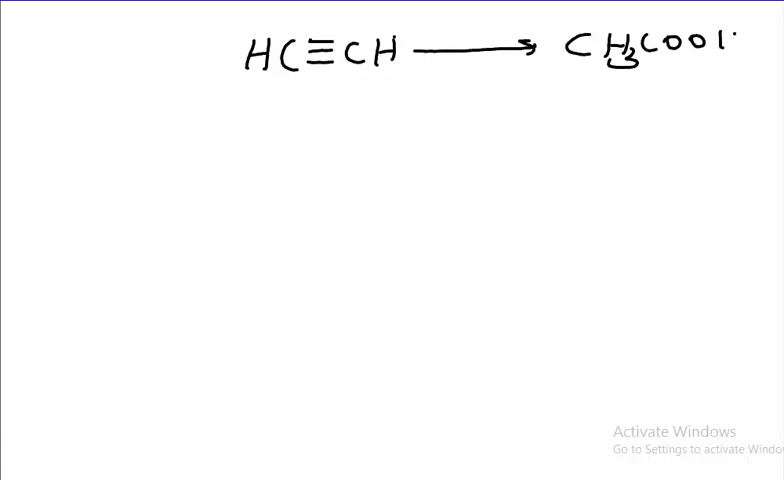 HC≡CH ⟶ CH₃COO
Activate Windows
Go to Settings to activate Windo